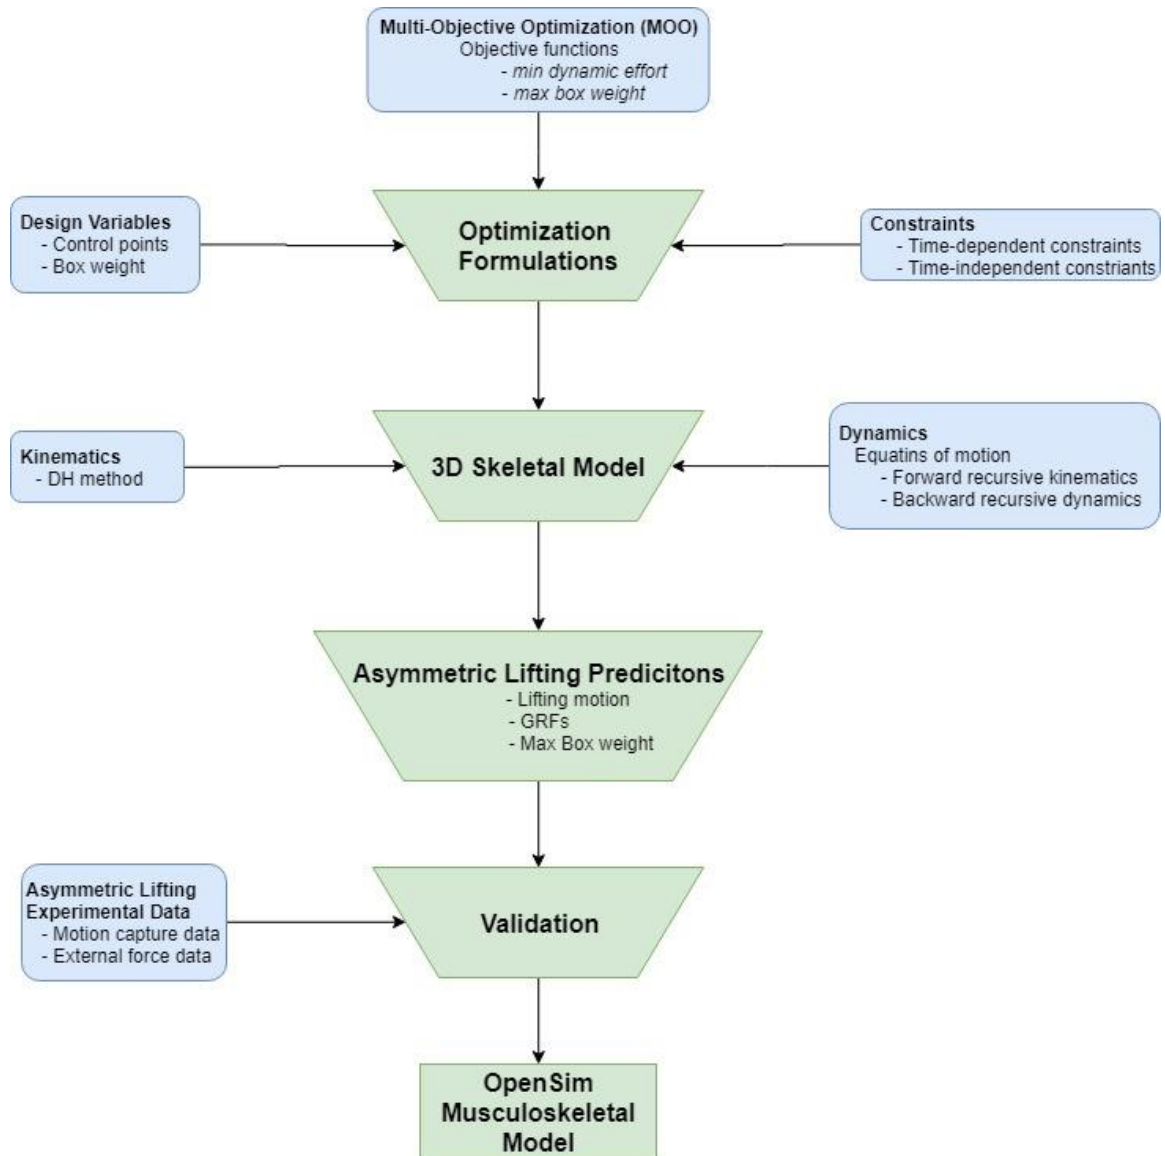 Multi-Objective Optimization (MOO)
Objective functions
- min dynamic effort
- max box weight
Design Variables
- Control points
- Box weight
Optimization
Formulations
Constraints
- Time-dependent constraints
- Time-independent constriants
Kinematics
- DH method
3D Skeletal Model
Dynamics
Equatins of motion
- Forward recursive kinematics
- Backward recursive dynamics
Asymmetric Lifting Predicitons
- Lifting motion
- GRFs
- Max Box weight
Asymmetric Lifting
Experimental Data
- Motion capture data
- External force data
Validation
OpenSim
Musculoskeletal
Model